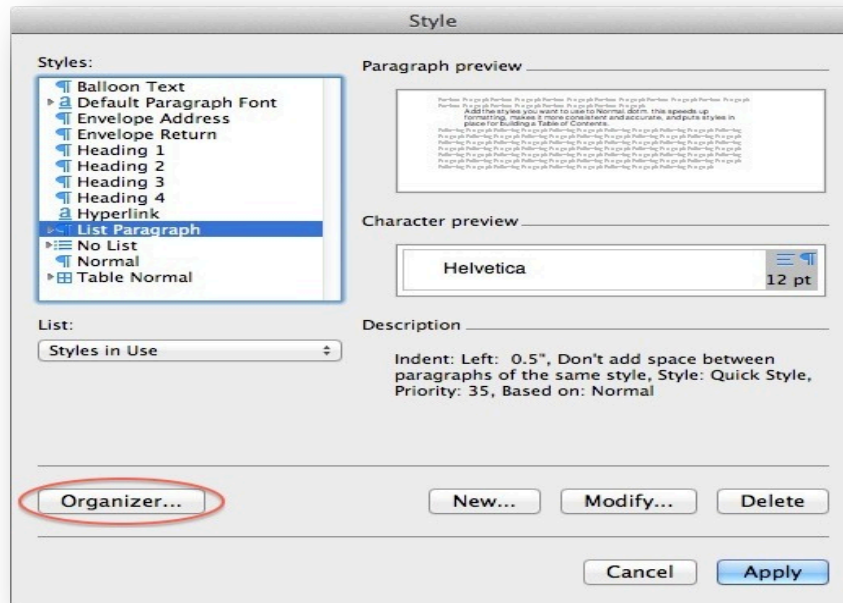 Style
Styles:
Balloon Text
a Default Paragraph Font
Envelope Address
Envelope Return
Heading 1
Heading 2
Heading 3
Heading 4
a Hyperlink
List Paragraph
No List
Normal
Table Normal
List:
Styles in Use
Paragraph preview
Add the styles you want to use to Normal.dotm. this speeds up
formatting, makes it more consistent and accurate, and puts styles in
place for building a Table of Contents.
Character preview
Helvetica
12 pt
Description
Indent: Left: 0.5", Don't add space between
paragraphs of the same style, Style: Quick Style,
Priority: 35, Based on: Normal
Organizer...
New...
Modify...
Delete
Cancel
Apply